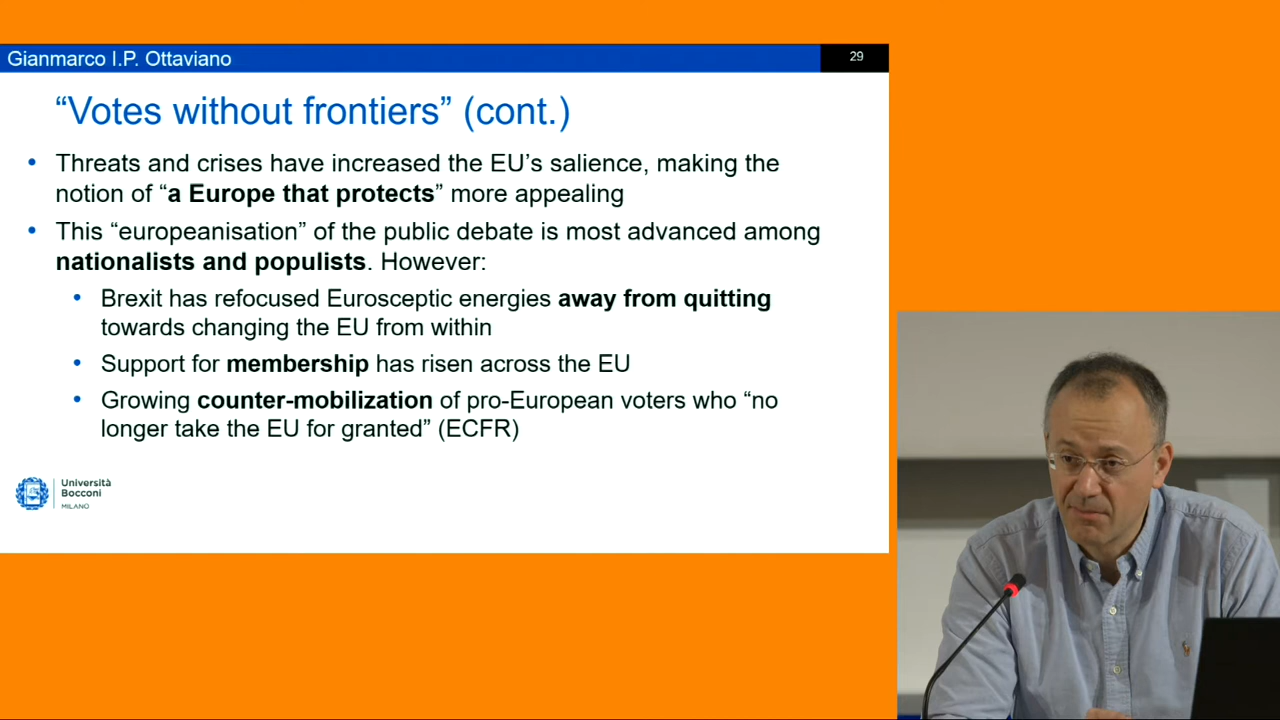 Gianmarco I.P. Ottaviano
29
“Votes without frontiers” (cont.)
• Threats and crises have increased the EU’s salience, making the
notion of “a Europe that protects” more appealing
• This “europeanisation” of the public debate is most advanced among
nationalists and populists. However:
• Brexit has refocused Eurosceptic energies away from quitting
towards changing the EU from within
• Support for membership has risen across the EU
• Growing counter-mobilization of pro-European voters who “no
longer take the EU for granted” (ECFR)
Università
Bocconi
MILANO